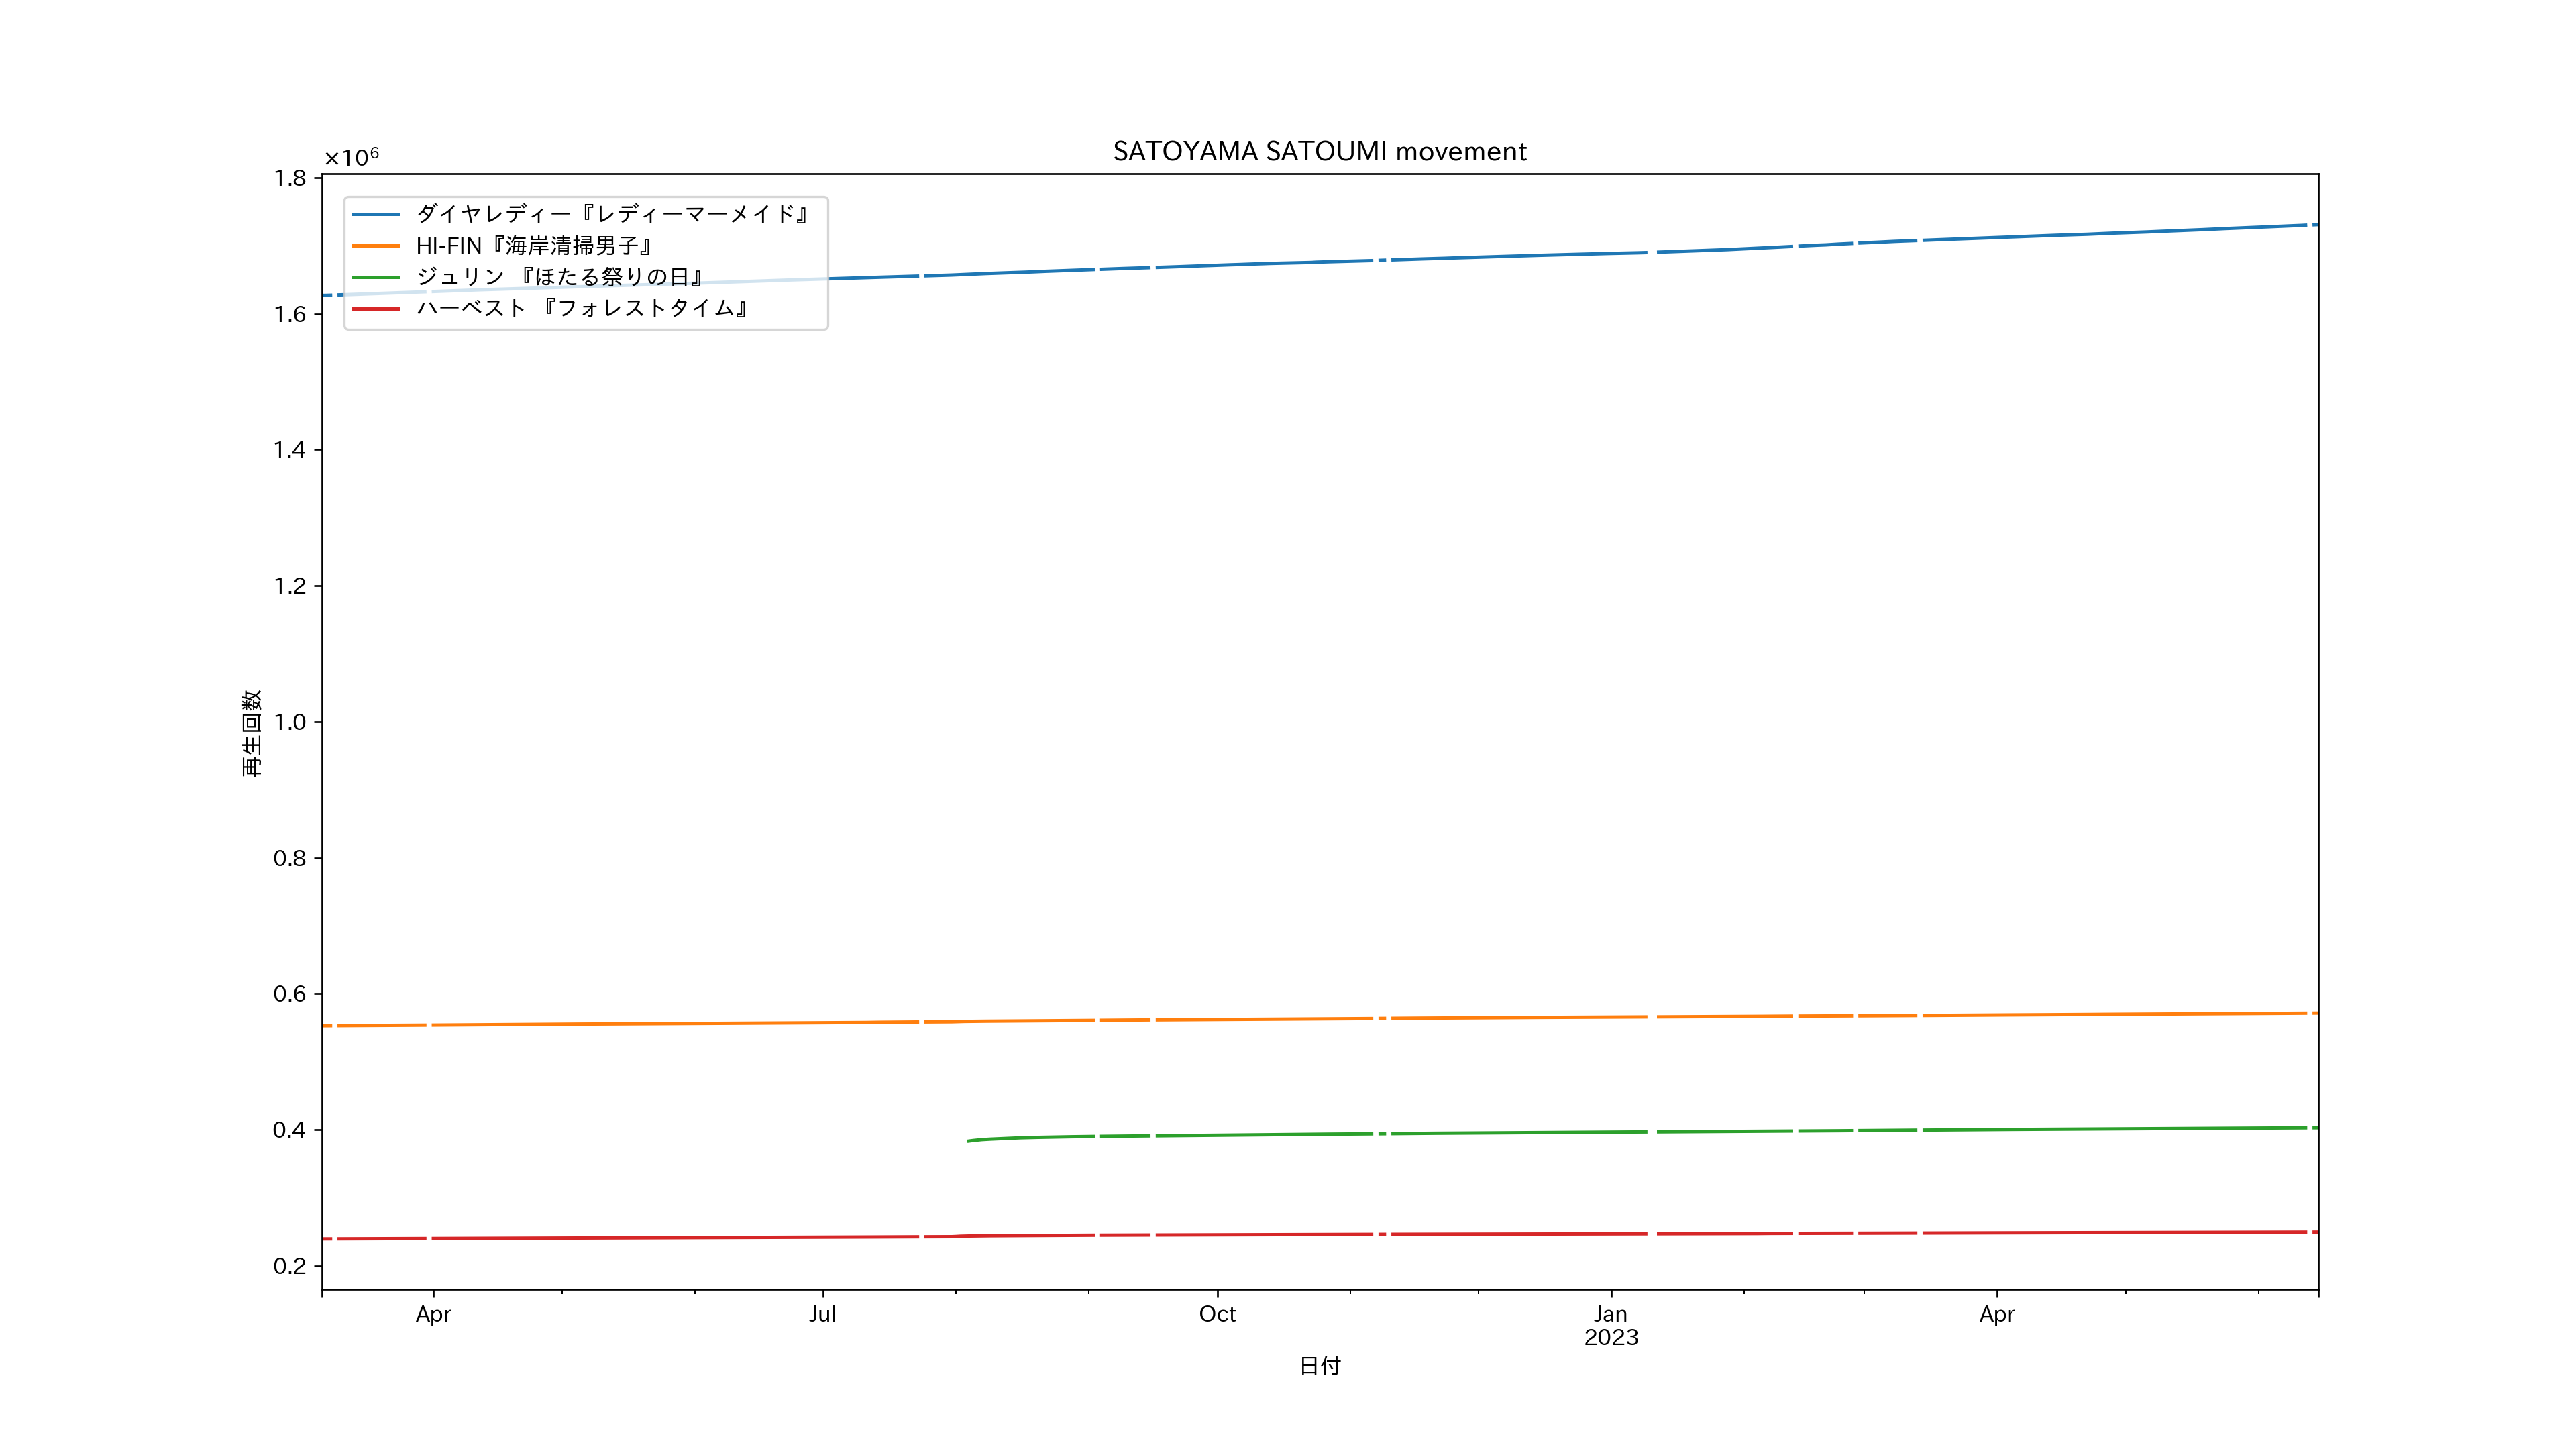 SATOYAMA SATOUMI movement
×10⁶
1.8
1.6
1.4
1.2
1.0
0.8
0.6
0.4
0.2
再生回数
ダイヤレディー『レディーマーメイド』
HI-FIN『海岸清掃男子』
ジュリン 『ほたる祭りの日』
ハーベスト 『フォレストタイム』
Apr Jul Oct Jan Apr
2023
日付